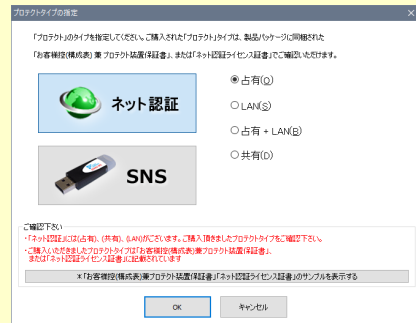 プロテクトタイプの指定
「プロテクト」のタイプを指定してください。ご購入された「プロテクト」タイプは、製品パッケージに同梱された
「お客様控(構成表) 兼 プロテクト装置保証書」、または「ネット認証ライセンス証書」でご確認いただけます。
ネット認証
SNS
占有(O)
LAN(S)
占有 + LAN(B)
共有(D)
ご確認下さい
・「ネット認証」には(占有)、(共有)、(LAN)がございます。ご購入頂きましたプロテクトタイプをご確認下さい。
・ご購入いただきましたプロテクトタイプは「お客様控(構成表)兼プロテクト装置保証書」、
または「ネット認証ライセンス証書」に記載されています
※「お客様控(構成表)兼プロテクト装置保証書」「ネット認証ライセンス証書」のサンプルを表示する
OK
キャンセル